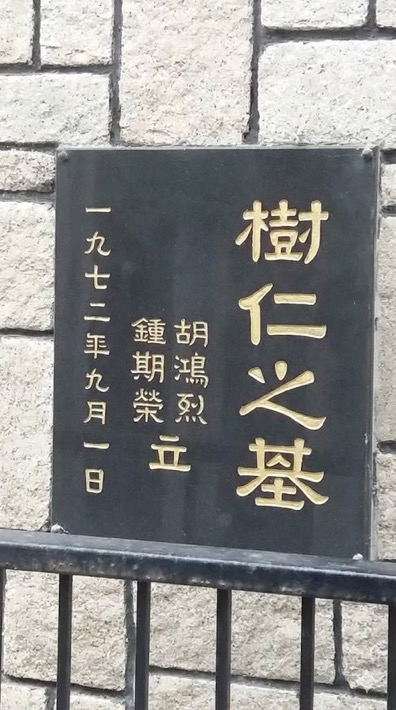 樹仁之基
胡鴻烈
鍾期榮
立
一九七二年九月一日